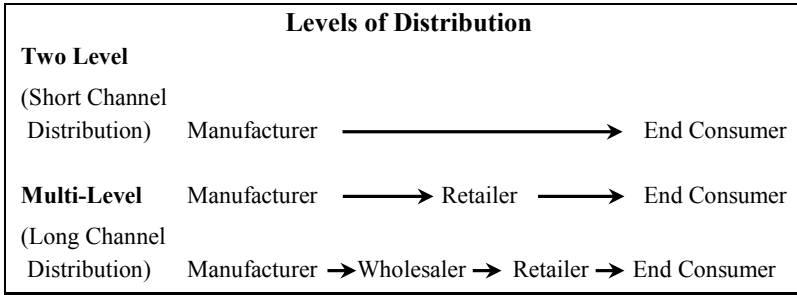 Levels of Distribution
Two Level
(Short Channel
Distribution) Manufacturer End Consumer
Multi-Level Manufacturer Retailer End Consumer
(Long Channel
Distribution) Manufacturer Wholesaler Retailer End Consumer